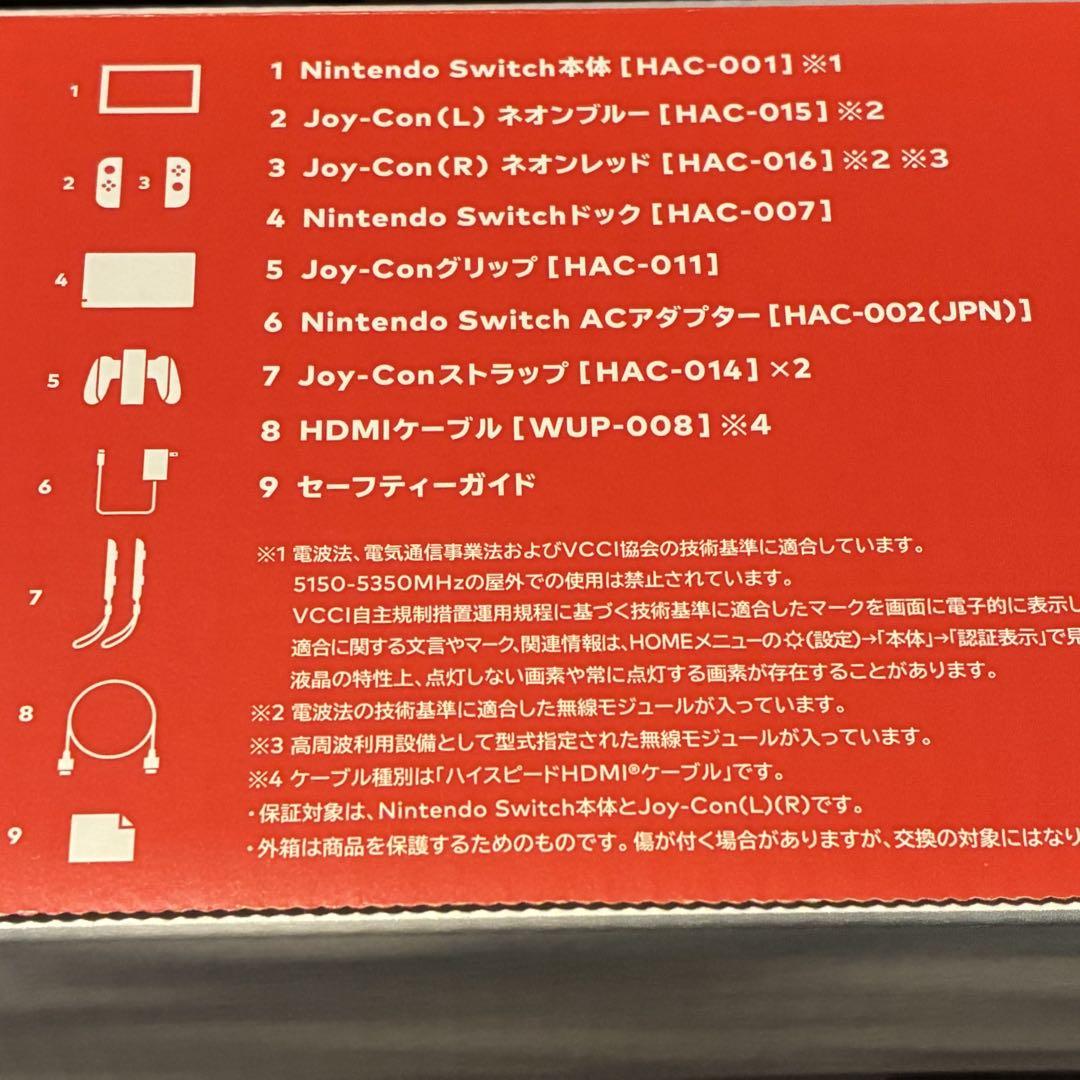 1 Nintendo Switch本体 [HAC-001] ※1
2 Joy-Con(L) ネオンブルー [HAC-015] ※2
3 Joy-Con(R) ネオンレッド [HAC-016] ※2 ※3
4 Nintendo Switchドック [HAC-007]
5 Joy-Conグリップ [HAC-011]
6 Nintendo Switch ACアダプター [HAC-002(JPN)]
7 Joy-Conストラップ [HAC-014] ×2
8 HDMIケーブル [WUP-008] ※4
9 セーフティーガイド
1
2 3
4
5
6
7
8
9
※1 電波法、電気通信事業法およびVCCI協会の技術基準に適合しています。
5150-5350MHzの屋外での使用は禁止されています。
VCCI自主規制措置運用規程に基づく技術基準に適合したマークを画面に電子的に表示し
適合に関する文言やマーク、関連情報は、HOMEメニューの(設定)→「本体」→「認証表示」で見
液晶の特性上、点灯しない画素や常に点灯する画素が存在することがあります。
※2 電波法の技術基準に適合した無線モジュールが入っています。
※3 高周波利用設備として型式指定された無線モジュールが入っています。
※4 ケーブル種別は「ハイスピードHDMI®ケーブル」です。
・保証対象は、Nintendo Switch本体とJoy-Con(L)(R)です。
・外箱は商品を保護するためのものです。傷が付く場合がありますが、交換の対象にはなり